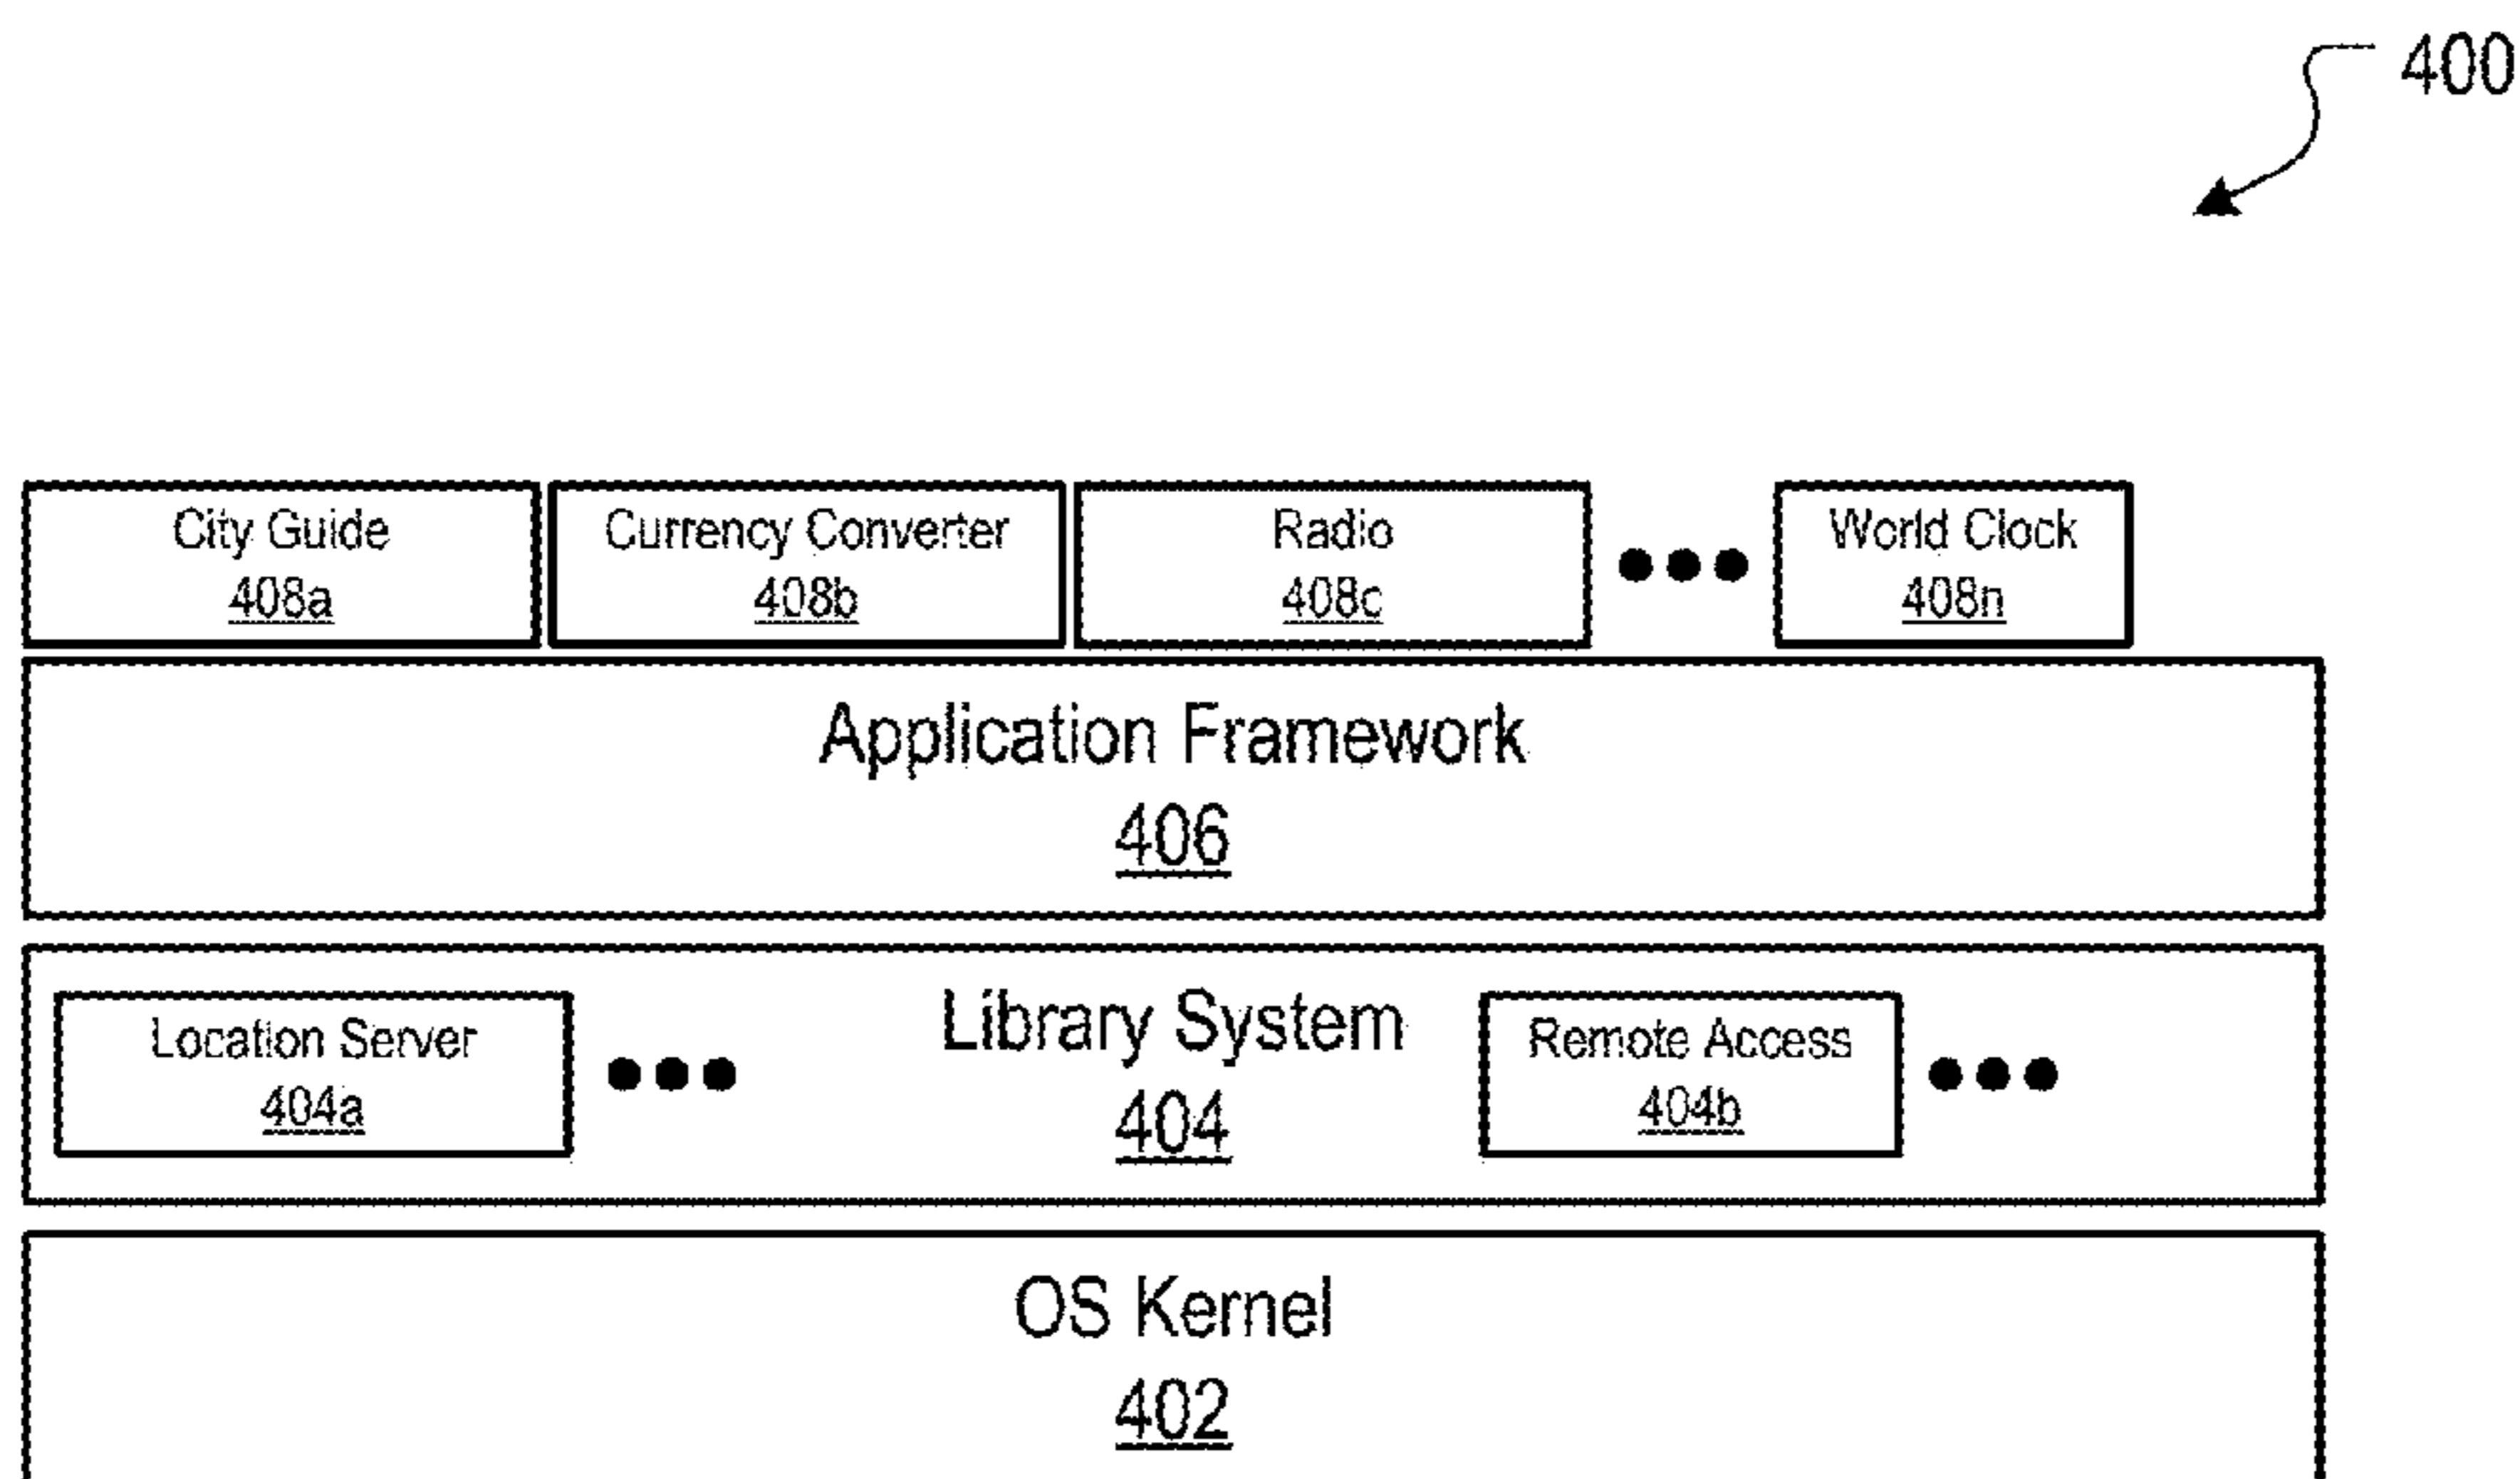 400
City Guide
408a
Currency Converter
408b
Radio
408c
World Clock
408n
Application Framework
406
Location Server
404a
Library System
404
Remote Access
404b
OS Kernel
402